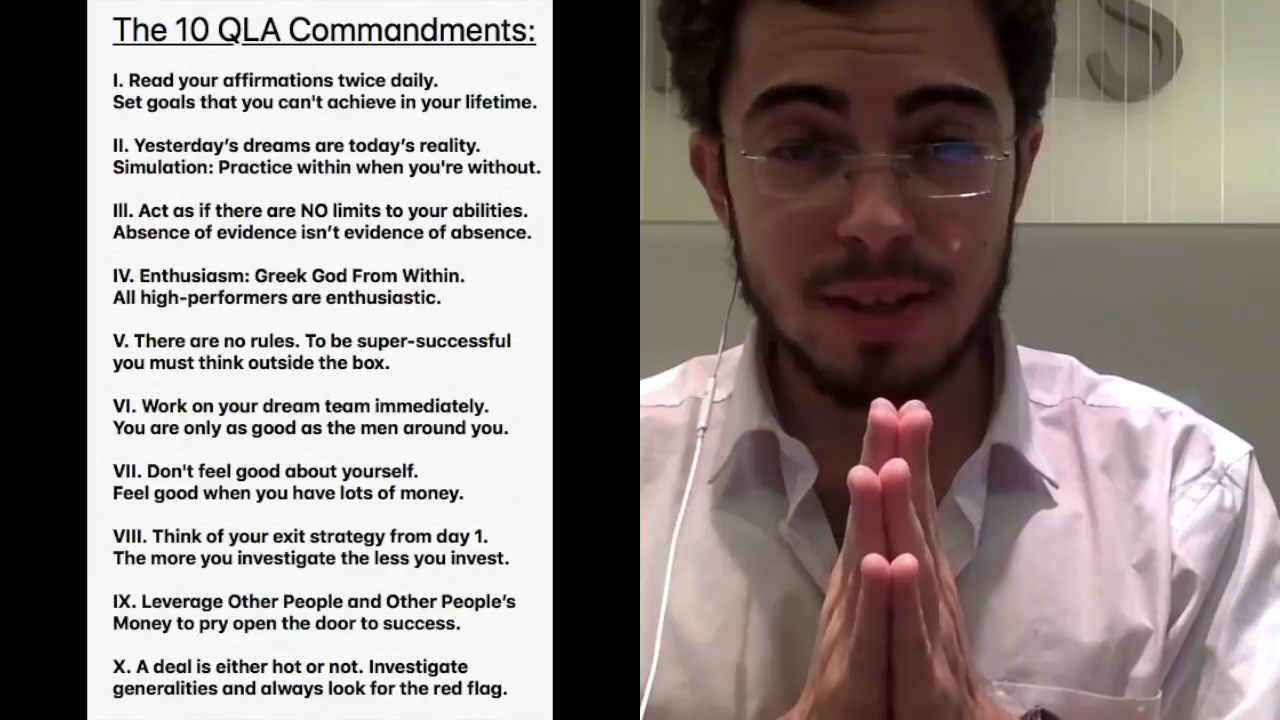 The 10 QLA Commandments:
I. Read your affirmations twice daily.
Set goals that you can't achieve in your lifetime.
II. Yesterday’s dreams are today’s reality.
Simulation: Practice within when you're without.
III. Act as if there are NO limits to your abilities.
Absence of evidence isn’t evidence of absence.
IV. Enthusiasm: Greek God From Within.
All high-performers are enthusiastic.
V. There are no rules. To be super-successful
you must think outside the box.
VI. Work on your dream team immediately.
You are only as good as the men around you.
VII. Don't feel good about yourself.
Feel good when you have lots of money.
VIII. Think of your exit strategy from day 1.
The more you investigate the less you invest.
IX. Leverage Other People and Other People’s
Money to pry open the door to success.
X. A deal is either hot or not. Investigate
generalities and always look for the red flag.
S